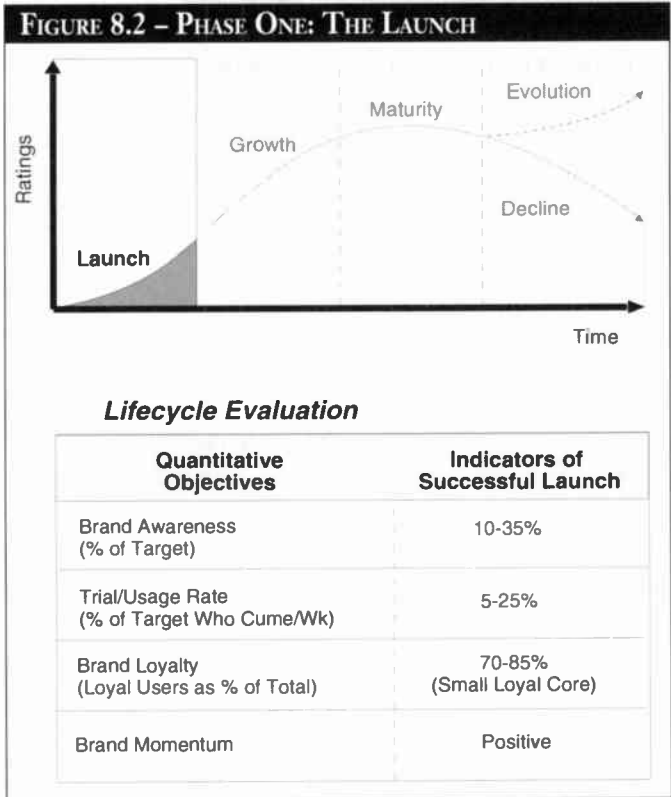 FIGURE 8.2 – PHASE ONE: THE LAUNCH
Evolution
Maturity
Growth
Ratings
Decline
Launch
Time
Lifecycle Evaluation
Quantitative Objectives
Indicators of Successful Launch
Brand Awareness
(% of Target)
10-35%
Trial/Usage Rate
(% of Target Who Cume/Wk)
5-25%
Brand Loyalty
(Loyal Users as % of Total)
70-85%
(Small Loyal Core)
Brand Momentum
Positive